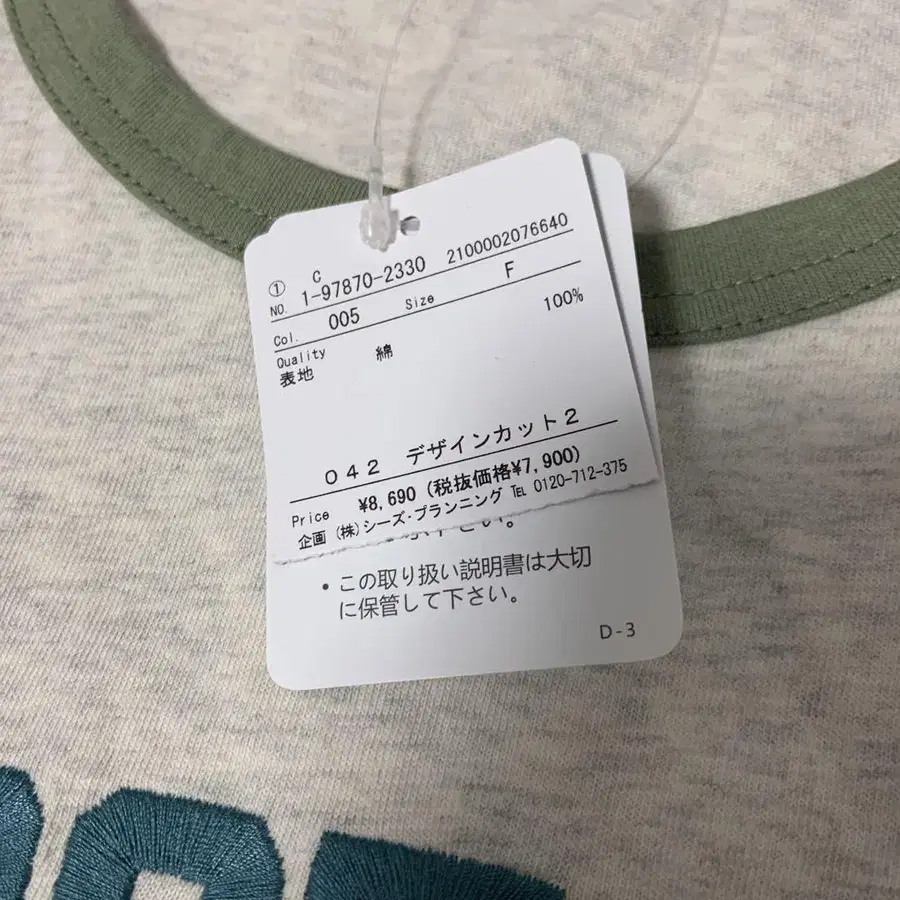 ① C
NO. 1-97870-2330 2100002076640
Col. 005 Size F
Quality 綿 100%
表地
042 デザインカット2
Price ¥8,690 (税抜価格¥7,900)
企画 (株)シーズ・プランニング ℡ 0120-712-375
さい。
・この取り扱い説明書は大切
に保管して下さい。
D-3